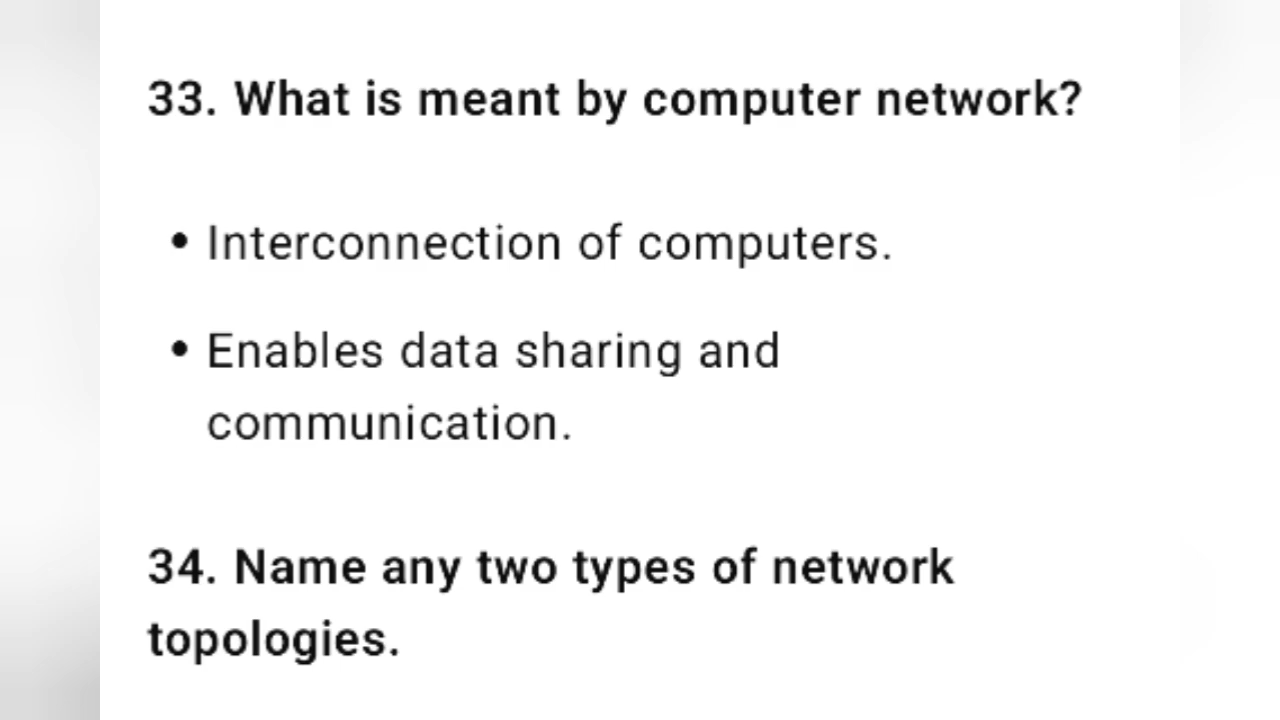 33. What is meant by computer network?
• Interconnection of computers.
• Enables data sharing and
communication.
34. Name any two types of network
topologies.